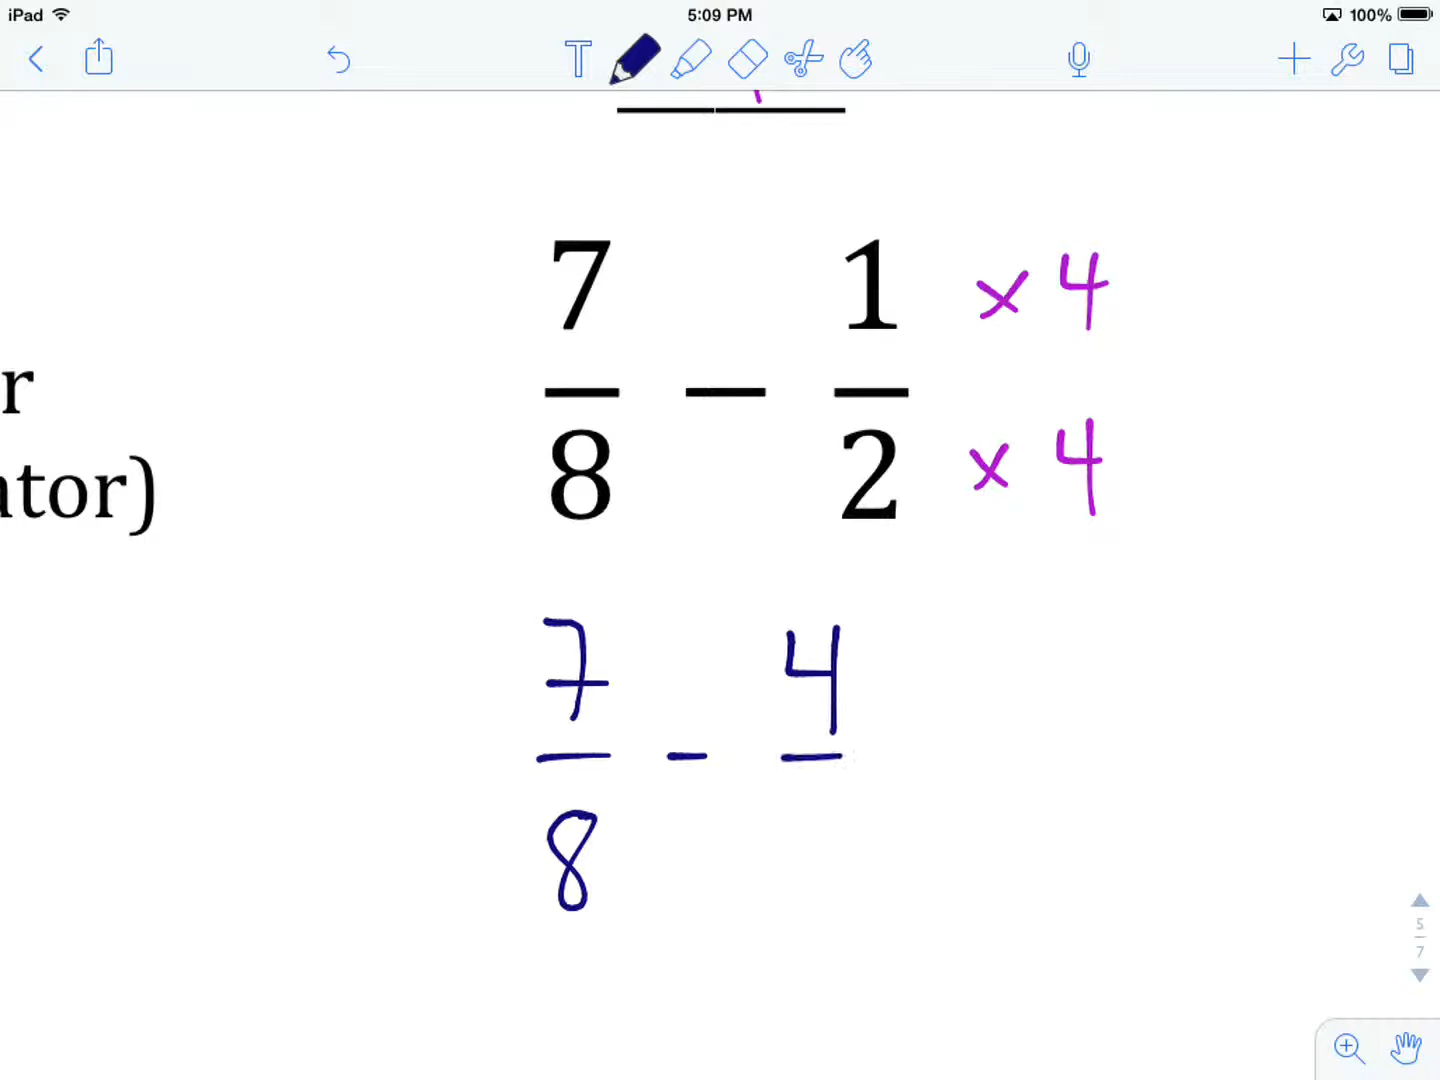 iPad 5:09 PM 100%
T
7 1 × 4
r
— – —
ator) 8 2 × 4
7 4
— - —
8
5
7